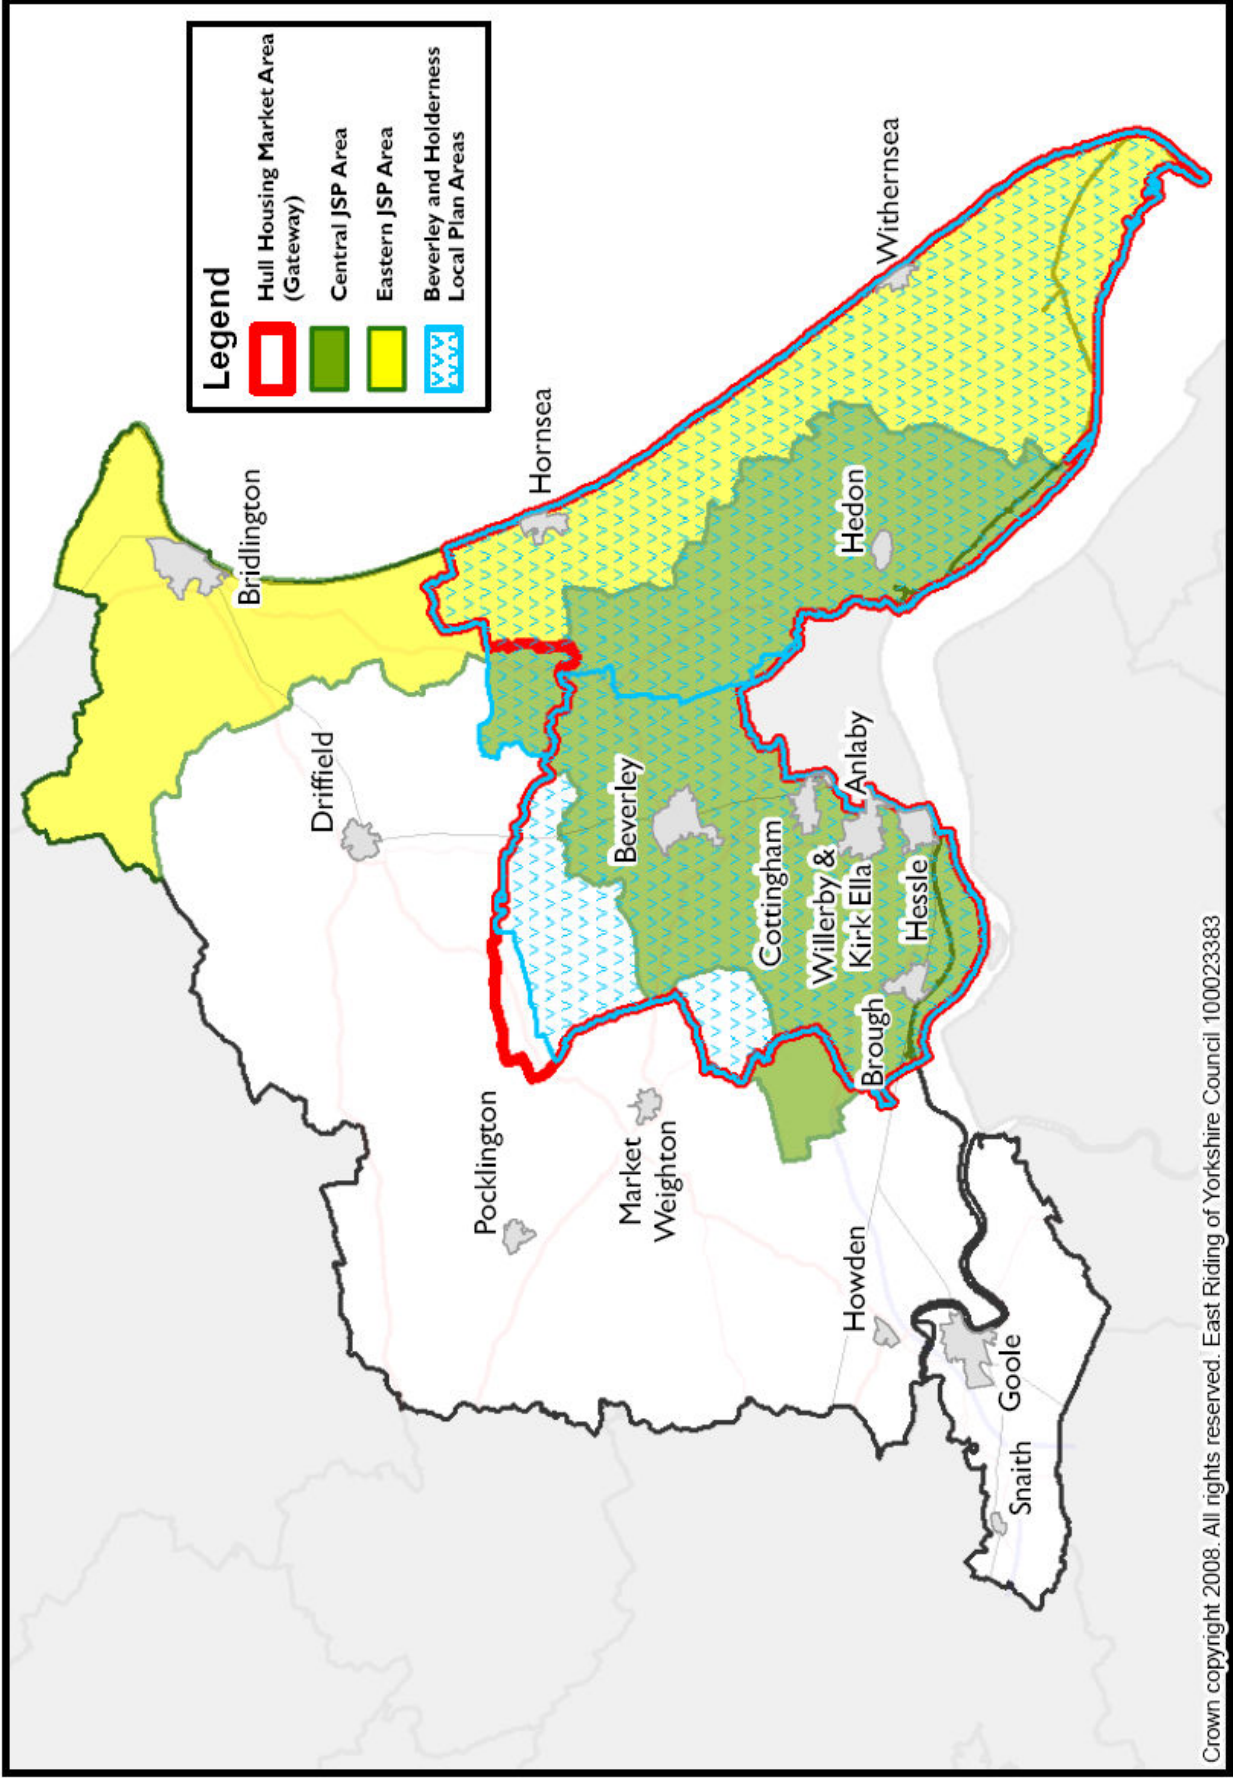 Legend
Hull Housing Market Area
(Gateway)
Central JSP Area
Eastern JSP Area
Beverley and Holderness
Local Plan Areas
Bridlington
Driffield
Hornsea
Withernsea
Pocklington
Market
Weighton
Beverley
Hedon
Cottingham
Willerby &
Kirk Ella
Anlaby
Hessle
Brough
Howden
Goole
Snaith
Crown copyright 2008. All rights reserved. East Riding of Yorkshire Council 100023383